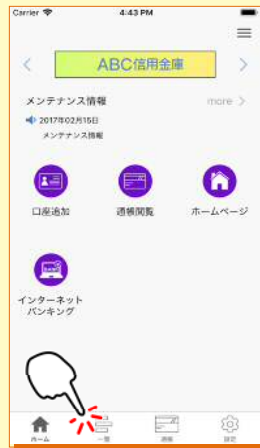 Carrier 4:43 PM
ABC信用金庫
メンテナンス情報 more
2017年02月15日
メンテナンス情報
口座追加 通帳閲覧 ホームページ
インターネット
バンキング
ホーム 一覧 通帳 設定